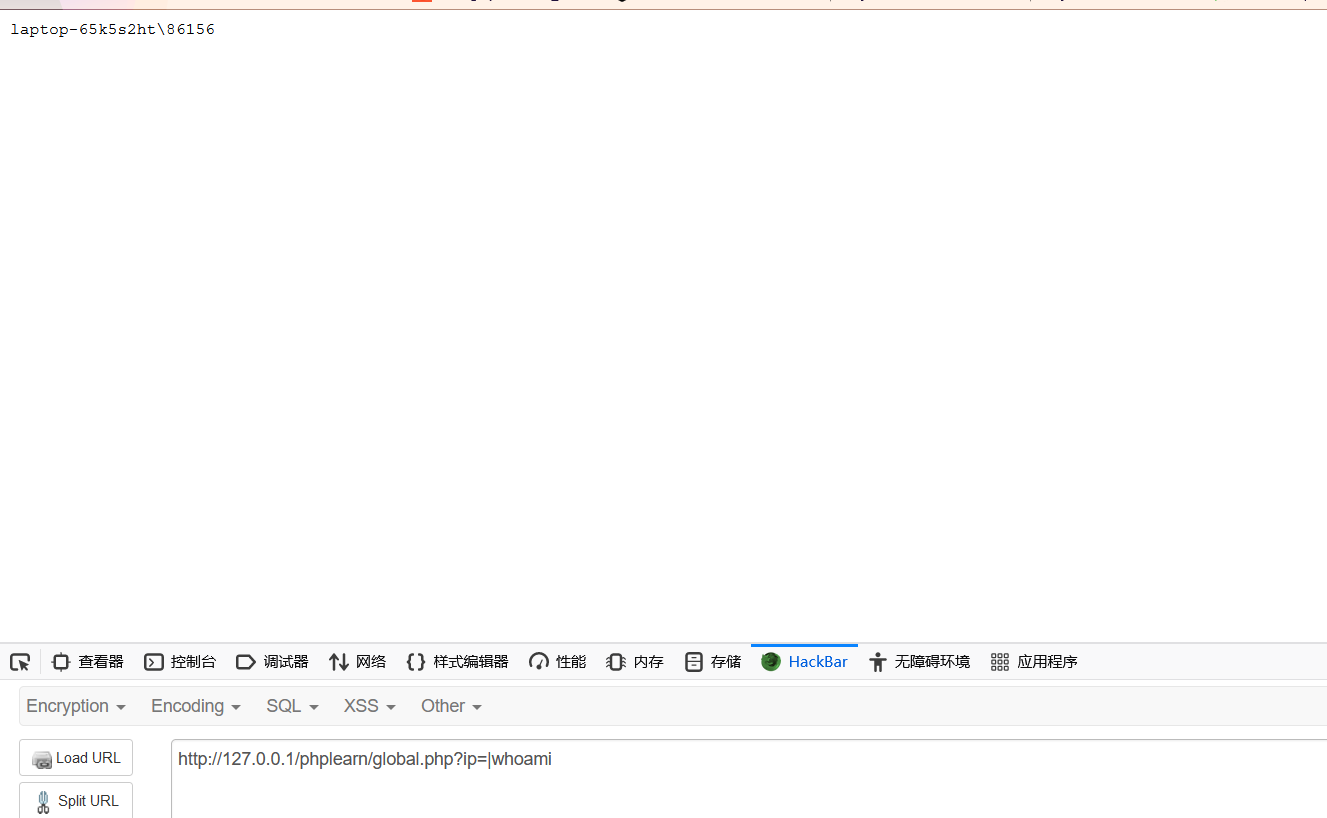 laptop-65k5s2ht\86156
查看器 控制台 调试器 网络 样式编辑器 性能 内存 存储 HackBar 无障碍环境 应用程序
Encryption Encoding SQL XSS Other
Load URL http://127.0.0.1/phplearn/global.php?ip=|whoami
Split URL